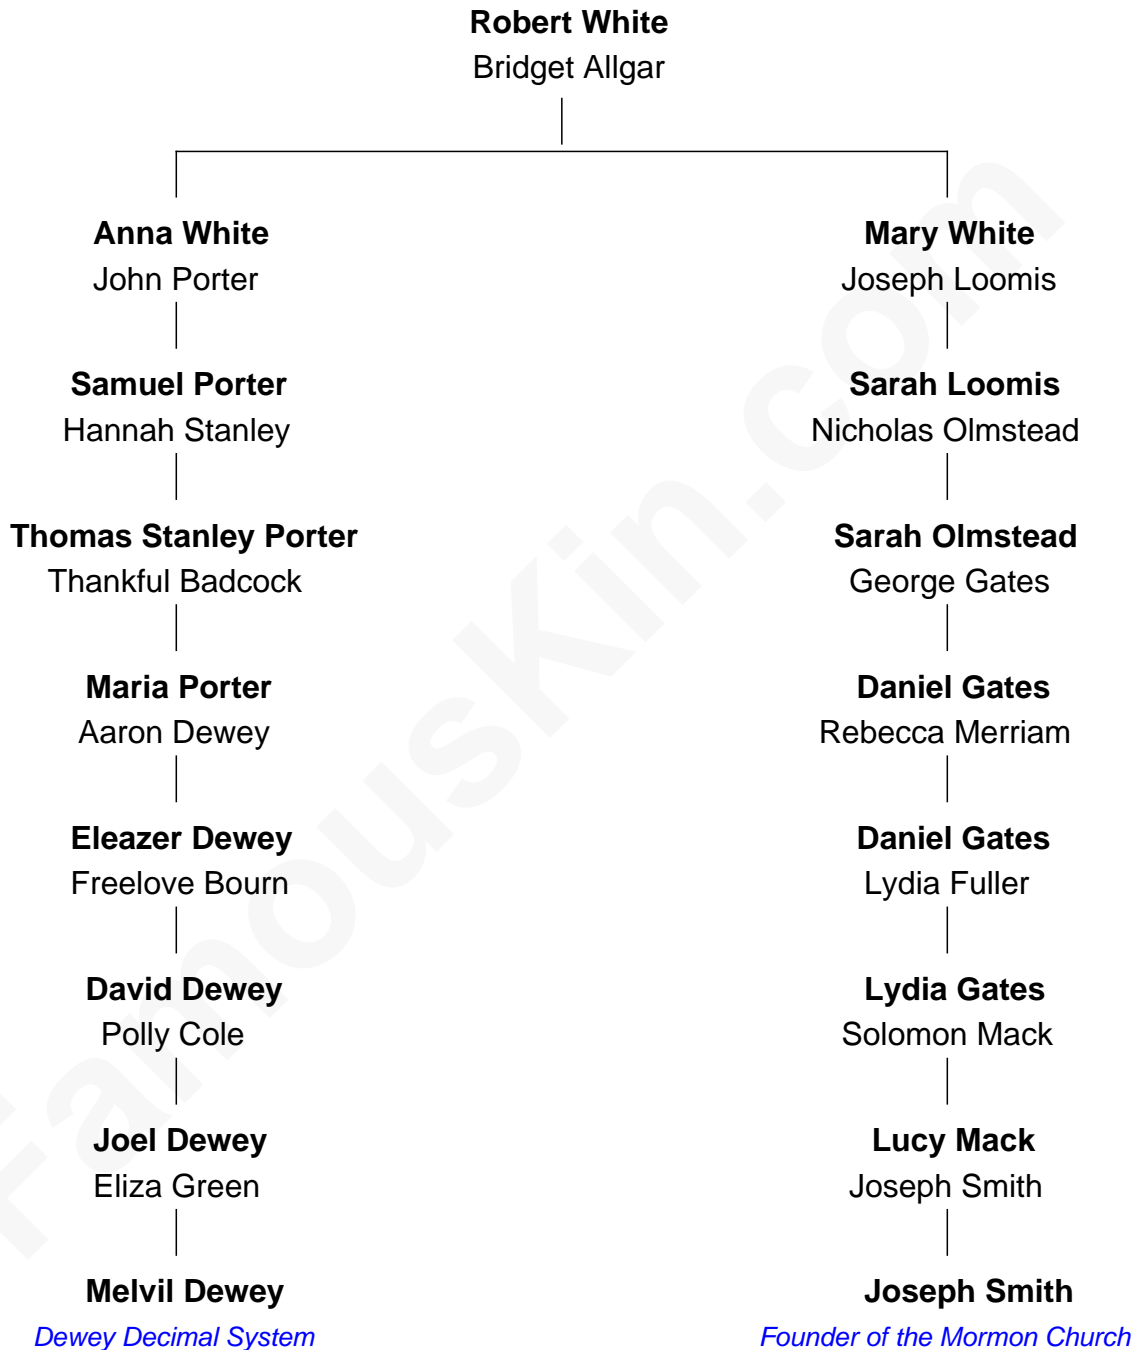 Robert White
Bridget Allgar
Anna White
John Porter
Mary White
Joseph Loomis
Samuel Porter
Hannah Stanley
Sarah Loomis
Nicholas Olmstead
Thomas Stanley Porter
Thankful Badcock
Sarah Olmstead
George Gates
Maria Porter
Aaron Dewey
Daniel Gates
Rebecca Merriam
Eleazer Dewey
Freelove Bourn
Daniel Gates
Lydia Fuller
David Dewey
Polly Cole
Lydia Gates
Solomon Mack
Joel Dewey
Eliza Green
Lucy Mack
Joseph Smith
Melvil Dewey
Dewey Decimal System
Joseph Smith
Founder of the Mormon Church
FamousKin.com